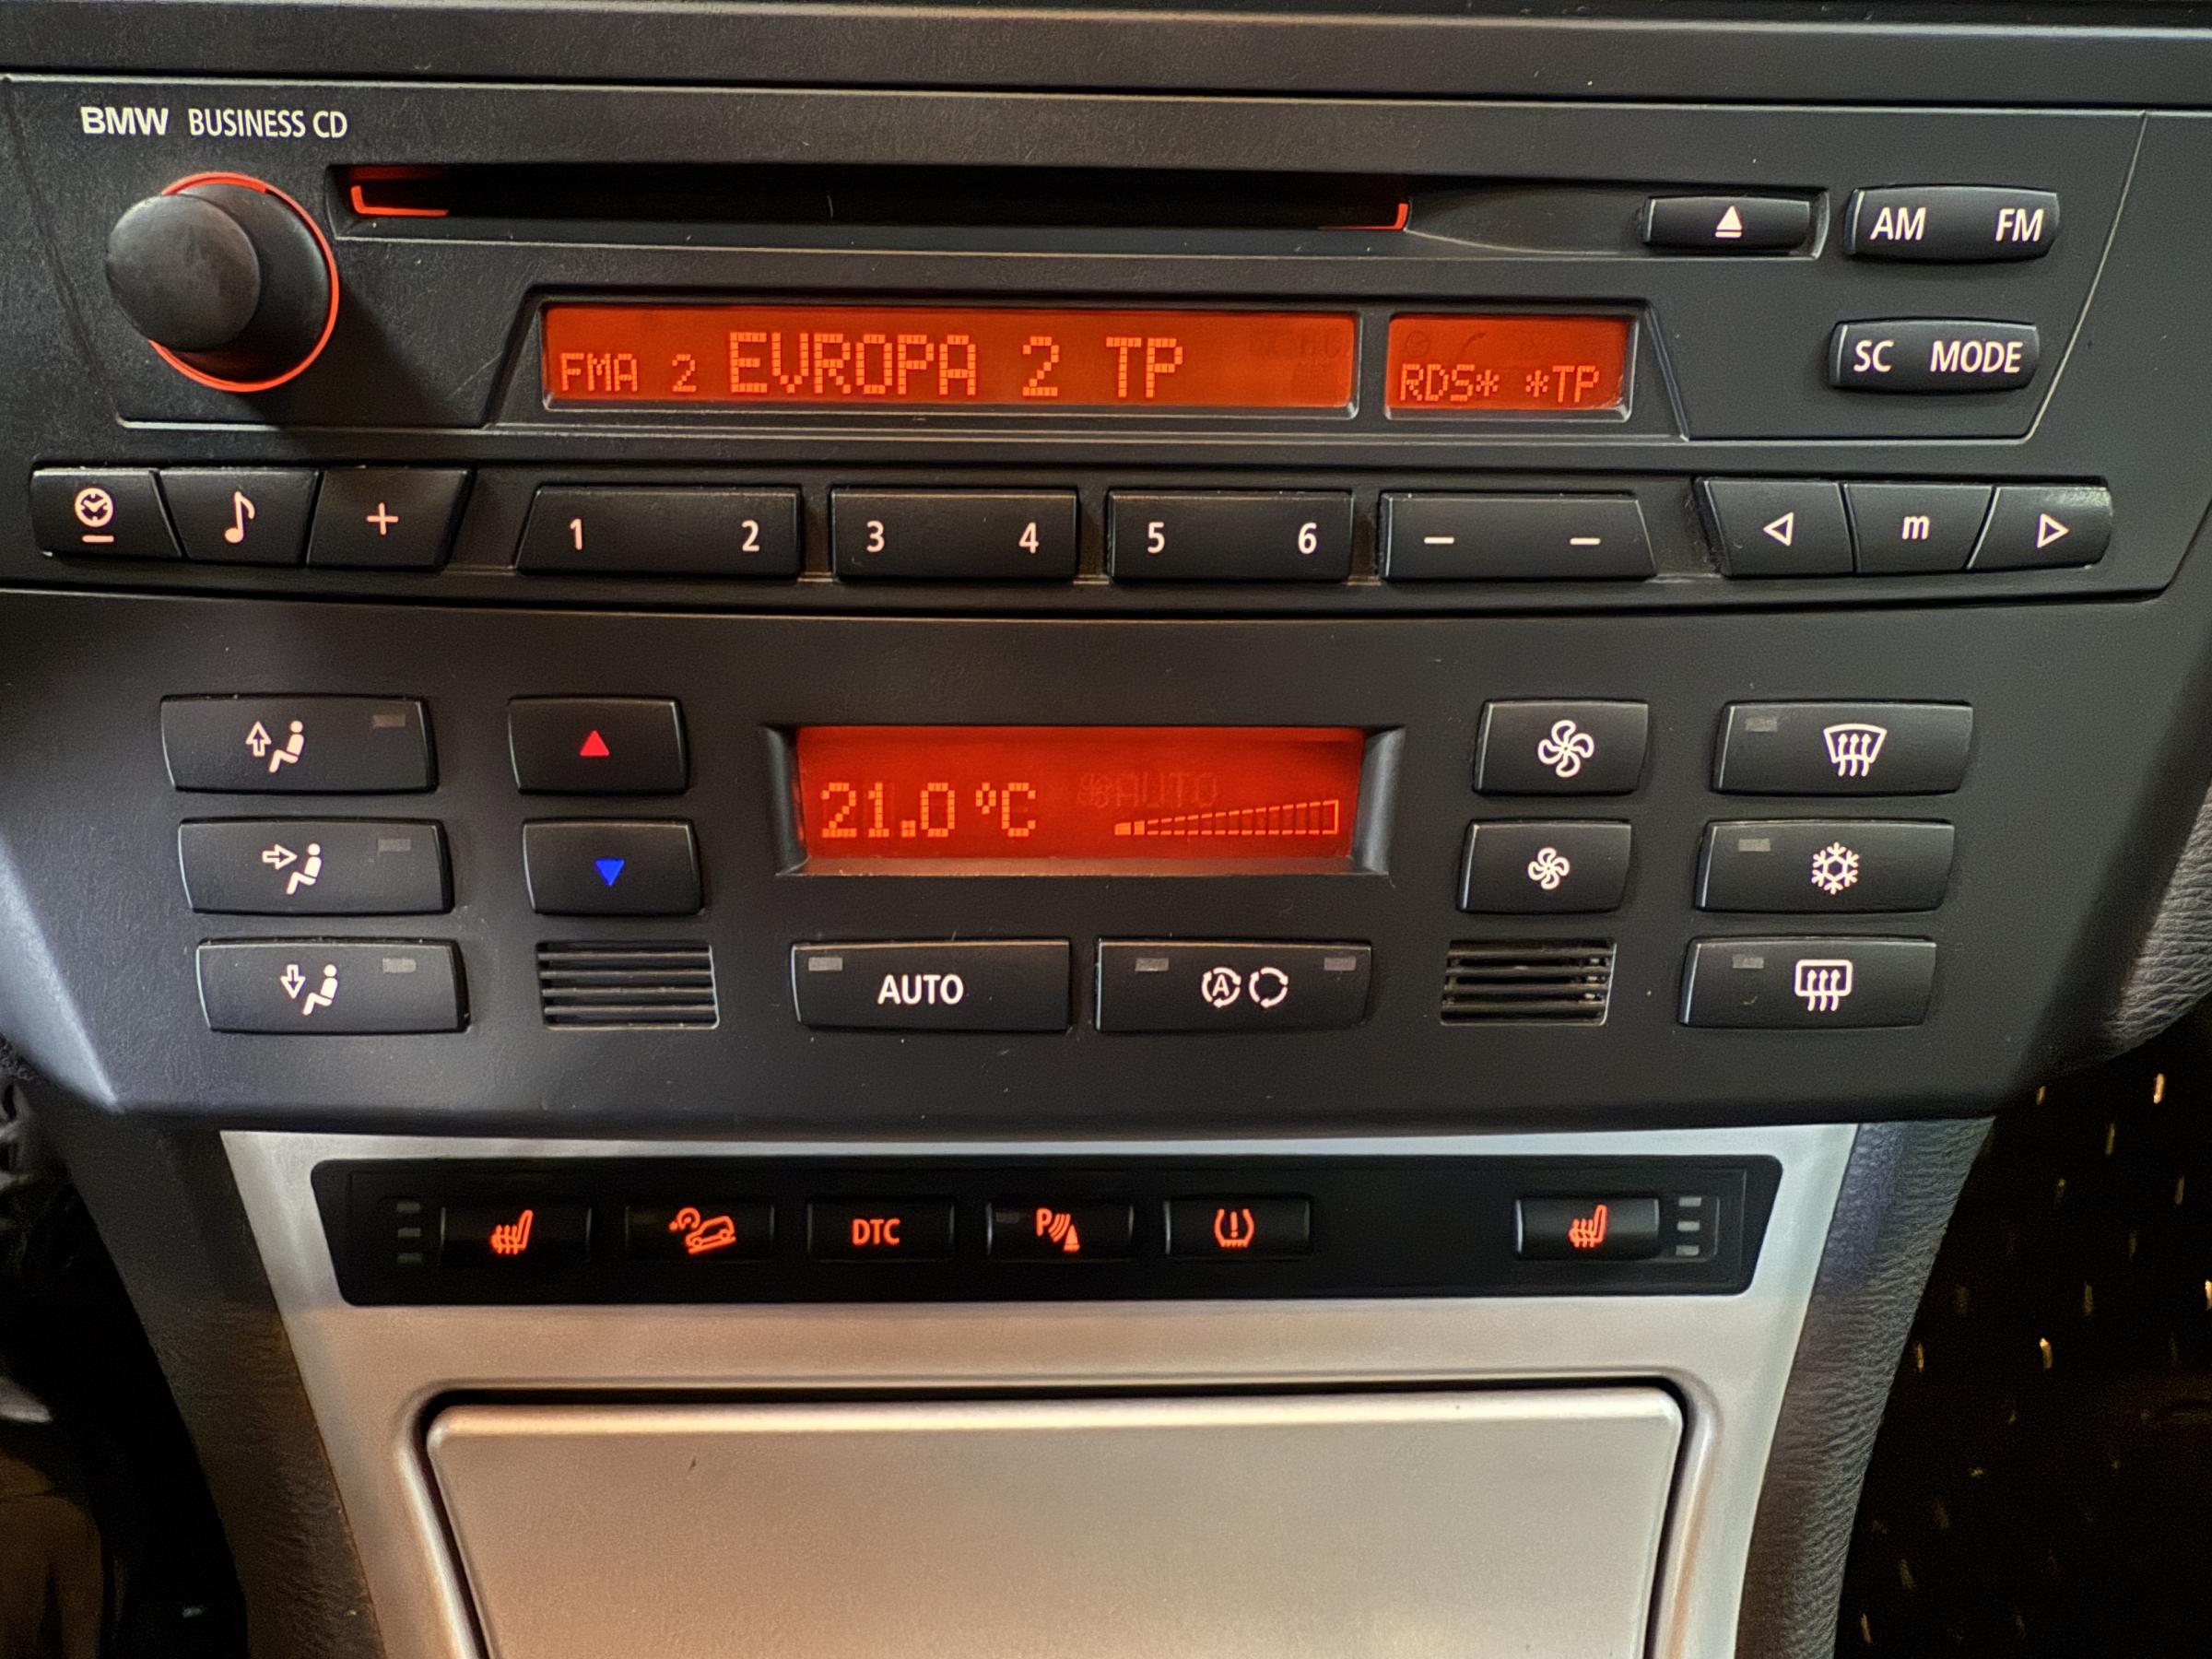 BMW BUSINESS CD
AM FM
FMA 2 EVROPA 2 TP
RDS* *TP
SC MODE
+ 1 2 3 4 5 6 – – m
21.0 °C AUTO
AUTO A
DTC P